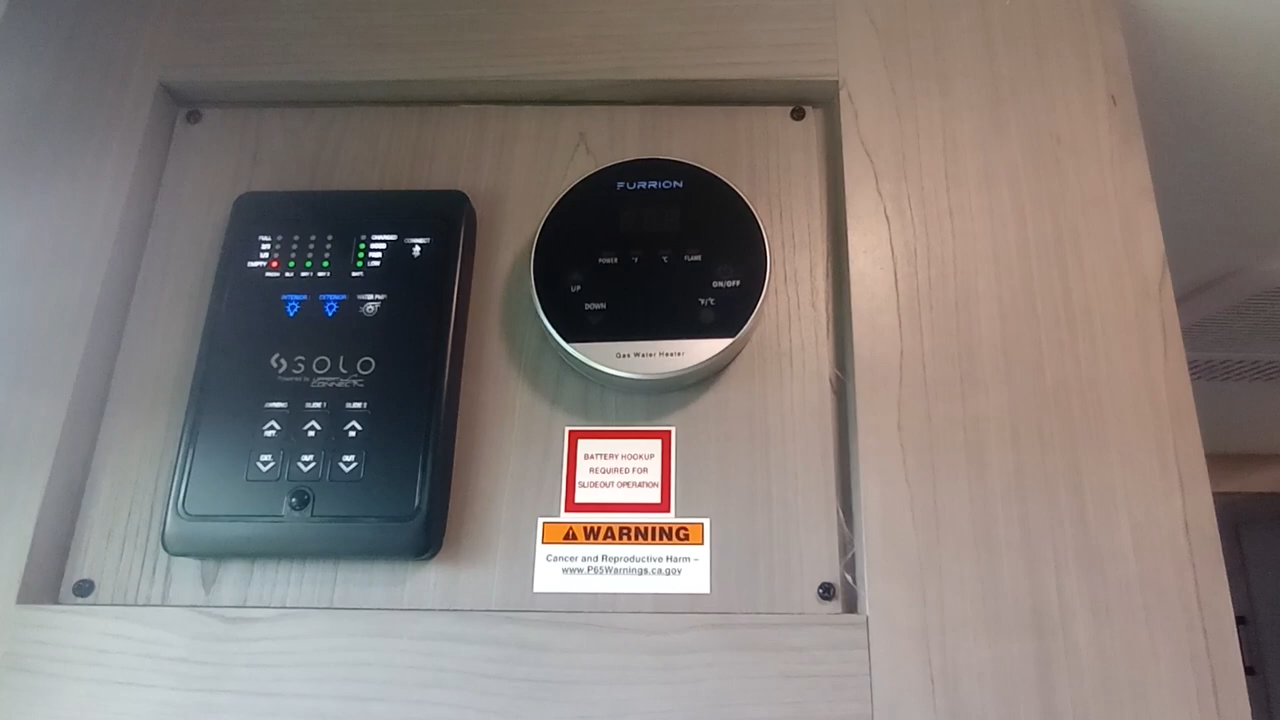 FULL
2/3
1/3
EMPTY
FRESH BLK GRY 1 GRY 2
CHARGED
GOOD
FAIR
LOW
BATT.
CONNECT
INTERIOR EXTERIOR WATER PMP
SOLO
Powered by
CONNECT
AWNING SLIDE 1 SLIDE 2
RET. IN IN
EXT. OUT OUT
FURRION
POWER °F °C FLAME
UP
DOWN
ON/OFF
°F/°C
Gas Water Heater
BATTERY HOOKUP
REQUIRED FOR
SLIDEOUT OPERATION
WARNING
Cancer and Reproductive Harm –
www.P65Warnings.ca.gov